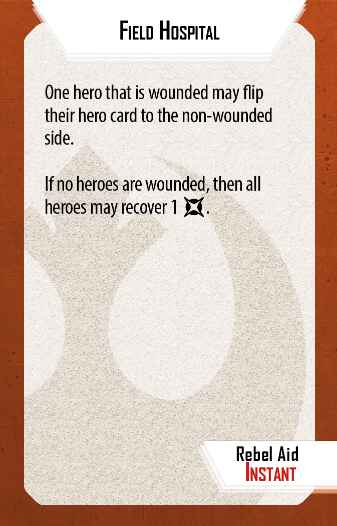 FIELD HOSPITAL
One hero that is wounded may flip
their hero card to the non-wounded
side.
If no heroes are wounded, then all
heroes may recover 1 .
Rebel Aid
INSTANT